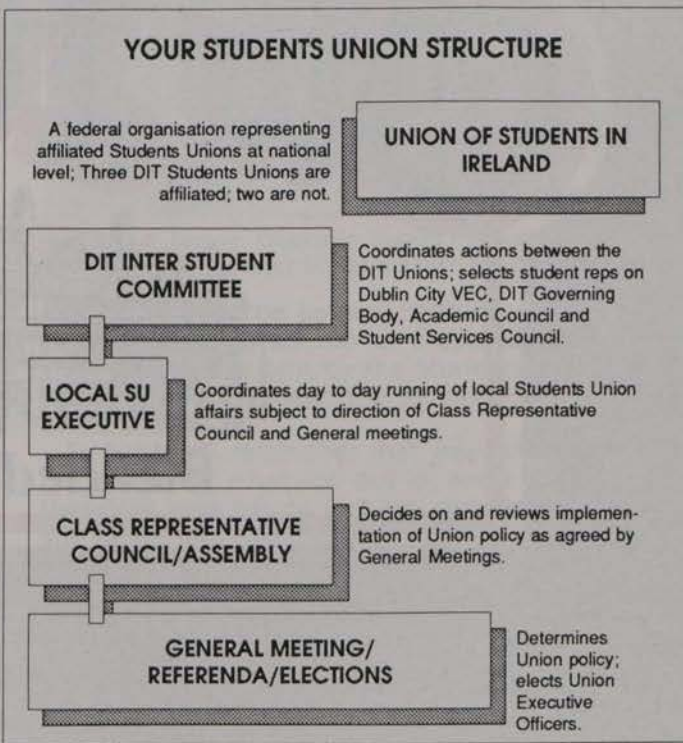 YOUR STUDENTS UNION STRUCTURE
A federal organisation representing
affiliated Students Unions at national
level; Three DIT Students Unions are
affiliated; two are not.
UNION OF STUDENTS IN
IRELAND
DIT INTER STUDENT
COMMITTEE
Coordinates actions between the
DIT Unions; selects student reps on
Dublin City VEC, DIT Governing
Body, Academic Council and
Student Services Council.
LOCAL SU
EXECUTIVE
Coordinates day to day running of local Students Union
affairs subject to direction of Class Representative
Council and General meetings.
CLASS REPRESENTATIVE
COUNCIL/ASSEMBLY
Decides on and reviews implemen-
tation of Union policy as agreed by
General Meetings.
GENERAL MEETING/
REFERENDA/ELECTIONS
Determines
Union policy;
elects Union
Executive
Officers.